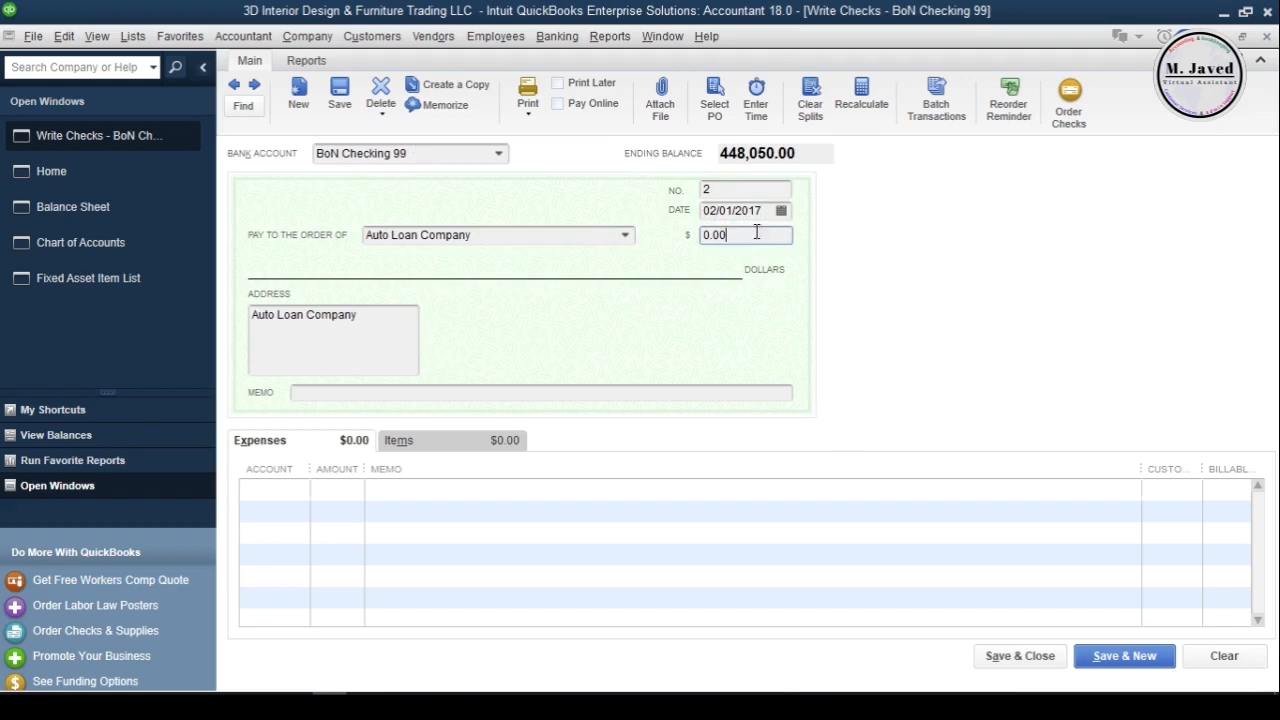 3D Interior Design & Furniture Trading LLC - Intuit QuickBooks Enterprise Solutions: Accountant 18.0 - [Write Checks - BoN Checking 99]
File Edit View Lists Favorites Accountant Company Customers Vendors Employees Banking Reports Window Help
Search Company or Help
Open Windows
Write Checks - BoN Ch...
Home
Balance Sheet
Chart of Accounts
Fixed Asset Item List
My Shortcuts
View Balances
Run Favorite Reports
Open Windows
Do More With QuickBooks
Get Free Workers Comp Quote
Order Labor Law Posters
Order Checks & Supplies
Promote Your Business
See Funding Options
Main Reports
Find
New
Save
Delete
Create a Copy
Memorize
Print
Print Later
Pay Online
Attach File
Select PO
Enter Time
Clear Splits
Recalculate
Batch Transactions
Reorder Reminder
Order Checks
M. Javed
Virtual Assistant
BANK ACCOUNT BoN Checking 99 ENDING BALANCE 448,050.00
NO. 2
DATE 02/01/2017
PAY TO THE ORDER OF Auto Loan Company $ 0.00
DOLLARS
ADDRESS
Auto Loan Company
MEMO
Expenses $0.00 Items $0.00
ACCOUNT AMOUNT MEMO CUSTO... BILLABL...
Save & Close Save & New Clear